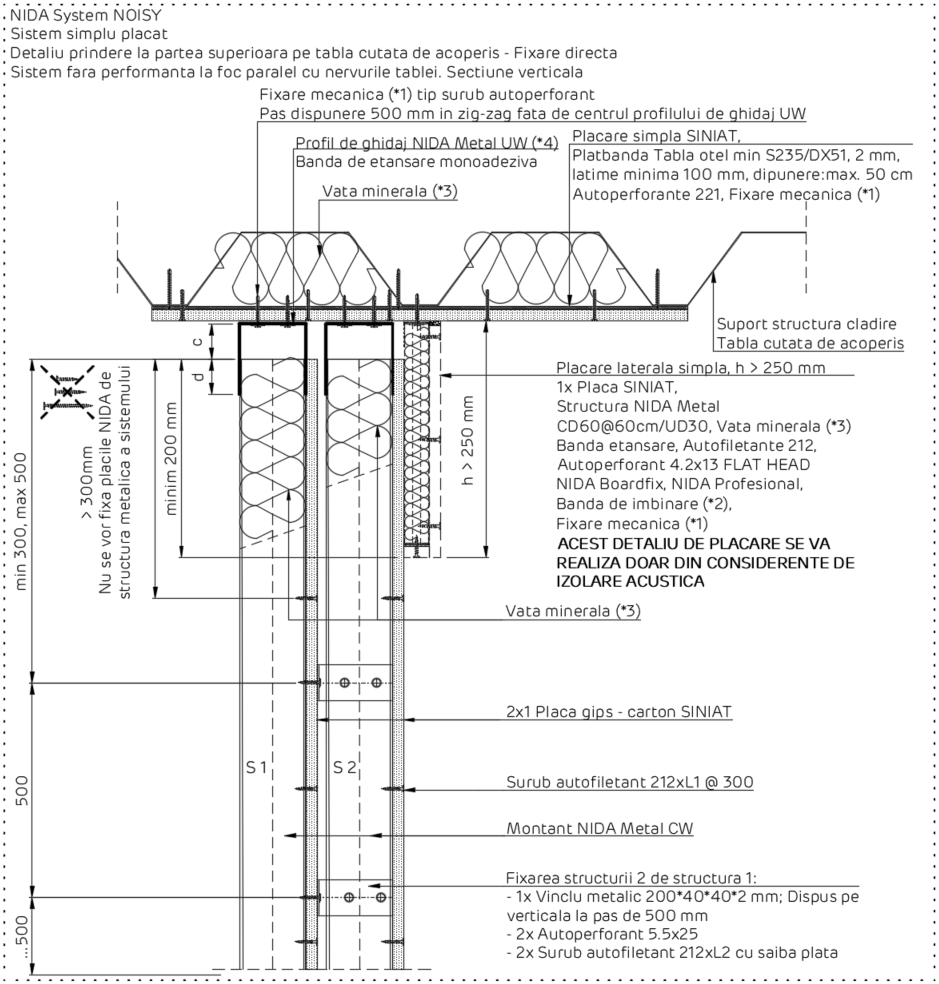 NIDA System NOISY
Sistem simplu placat
Detaliu prindere la partea superioara pe tabla cutata de acoperis - Fixare directa
Sistem fara performanta la foc paralel cu nervurile tablei. Sectiune verticala
Fixare mecanica (*1) tip surub autoperforant
Pas dispunere 500 mm in zig-zag fata de centrul profilului de ghidaj UW
Profil de ghidaj NIDA Metal UW (*4)
Banda de etansare monoadeziva
Vata minerala (*3)
Placare simpla SINIAT,
Platbanda Tabla otel min S235/DX51, 2 mm,
latime minima 100 mm, dipunere:max. 50 cm
Autoperforante 221, Fixare mecanica (*1)
Suport structura cladire
Tabla cutata de acoperis
c
d
min 300, max 500
> 300mm
Nu se vor fixa placile NIDA de
structura metalica a sistemului
minim 200 mm
h > 250 mm
Placare laterala simpla, h > 250 mm
1x Placa SINIAT,
Structura NIDA Metal
CD60@60cm/UD30, Vata minerala (*3)
Banda etansare, Autofiletante 212,
Autoperforant 4.2x13 FLAT HEAD
NIDA Boardfix, NIDA Profesional,
Banda de imbinare (*2),
Fixare mecanica (*1)
ACEST DETALIU DE PLACARE SE VA
REALIZA DOAR DIN CONSIDERENTE DE
IZOLARE ACUSTICA
Vata minerala (*3)
2x1 Placa gips - carton SINIAT
S 1
S 2
500
Surub autofiletant 212xL1 @ 300
Montant NIDA Metal CW
Fixarea structurii 2 de structura 1:
- 1x Vinclu metalic 200*40*40*2 mm; Dispus pe
verticala la pas de 500 mm
- 2x Autoperforant 5.5x25
- 2x Surub autofiletant 212xL2 cu saiba plata
...500